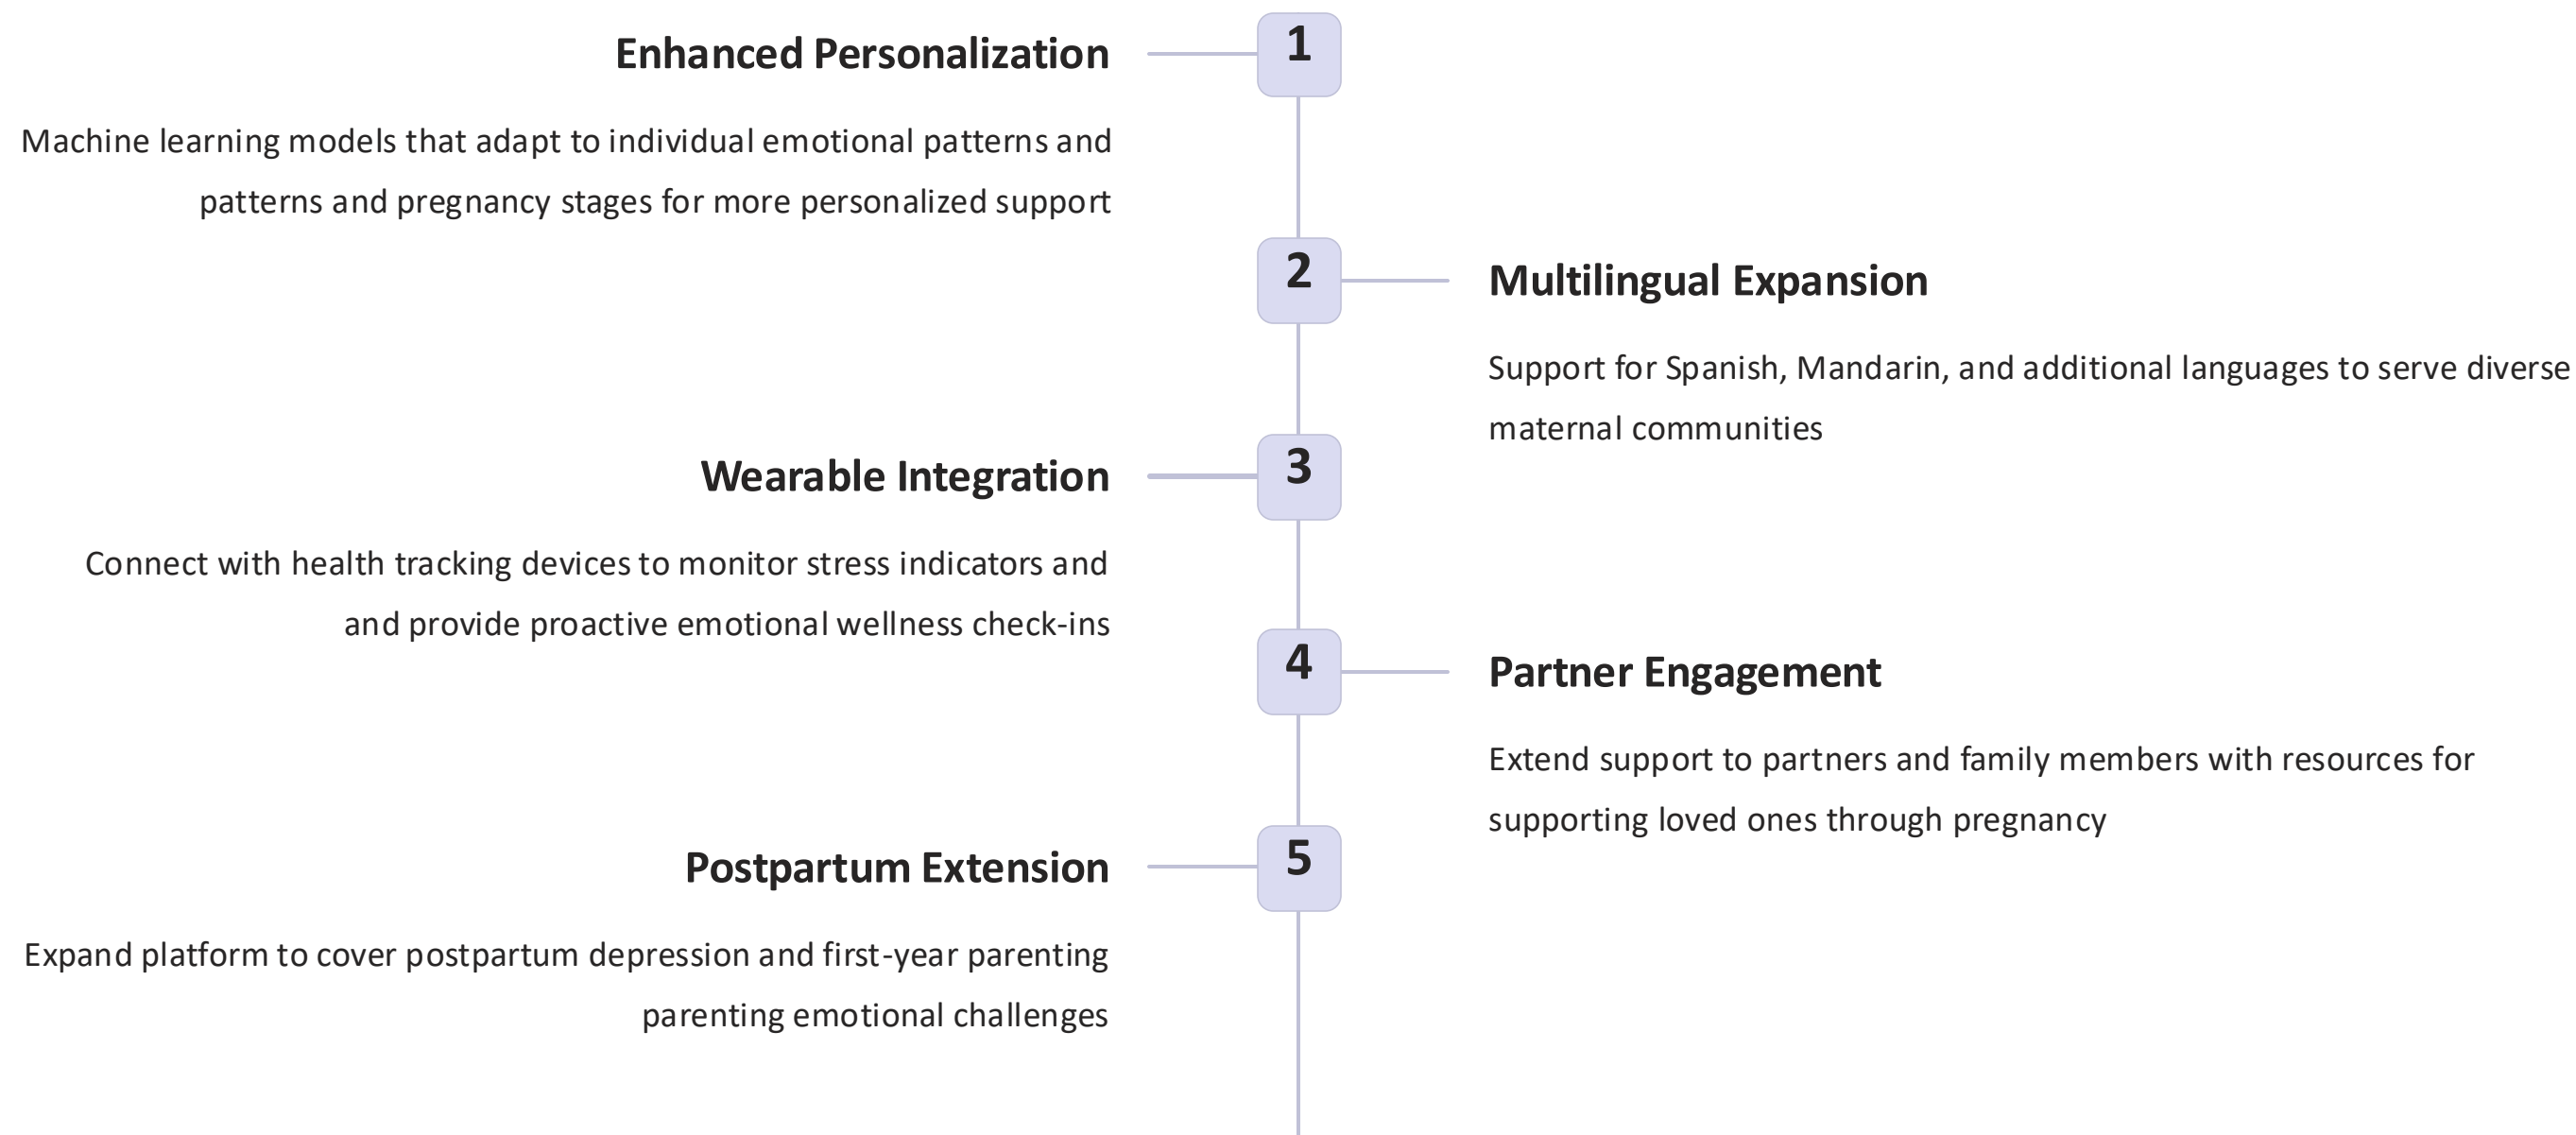 1
Enhanced Personalization
Machine learning models that adapt to individual emotional patterns and
patterns and pregnancy stages for more personalized support
2
Multilingual Expansion
Support for Spanish, Mandarin, and additional languages to serve diverse
maternal communities
3
Wearable Integration
Connect with health tracking devices to monitor stress indicators and
and provide proactive emotional wellness check-ins
4
Partner Engagement
Extend support to partners and family members with resources for
supporting loved ones through pregnancy
5
Postpartum Extension
Expand platform to cover postpartum depression and first-year parenting
parenting emotional challenges